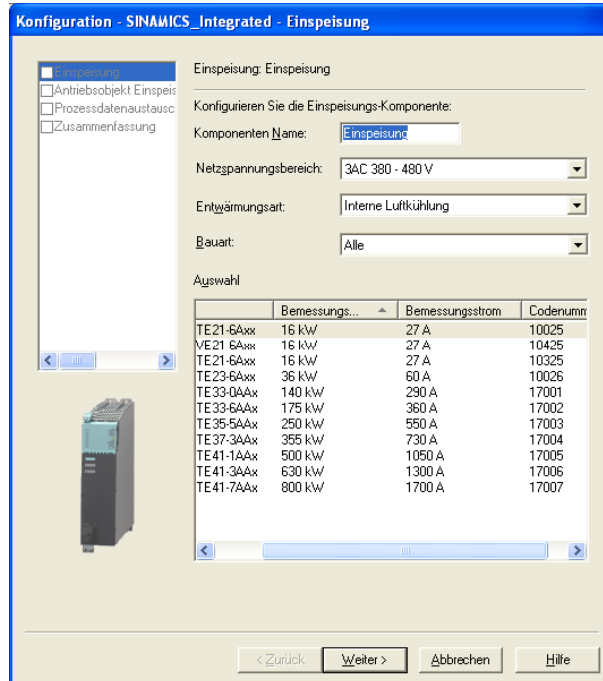 Konfiguration - SINAMICS_Integrated - Einspeisung
Einspeisung
Antriebsobjekt Einspeis
Prozessdatenaustausc
Zusammenfassung
Einspeisung: Einspeisung
Konfigurieren Sie die Einspeisungs-Komponente:
Komponenten Name: Einspeisung
Netzspannungsbereich: 3AC 380 - 480 V
Entwärmungsart: Interne Luftkühlung
Bauart: Alle
Auswahl
Bemessungs... Bemessungsstrom Codenumm
TE21-6Axx 16 kW 27 A 10025
VE21-6Axx 16 kW 27 A 10425
TE21-6Axx 16 kW 27 A 10325
TE23-6Axx 36 kW 60 A 10026
TE33-0AAx 140 kW 290 A 17001
TE33-6AAx 175 kW 360 A 17002
TE35-5AAx 250 kW 550 A 17003
TE37-3AAx 355 kW 730 A 17004
TE41-1AAx 500 kW 1050 A 17005
TE41-3AAx 630 kW 1300 A 17006
TE41-7AAx 800 kW 1700 A 17007
< Zurück Weiter > Abbrechen Hilfe